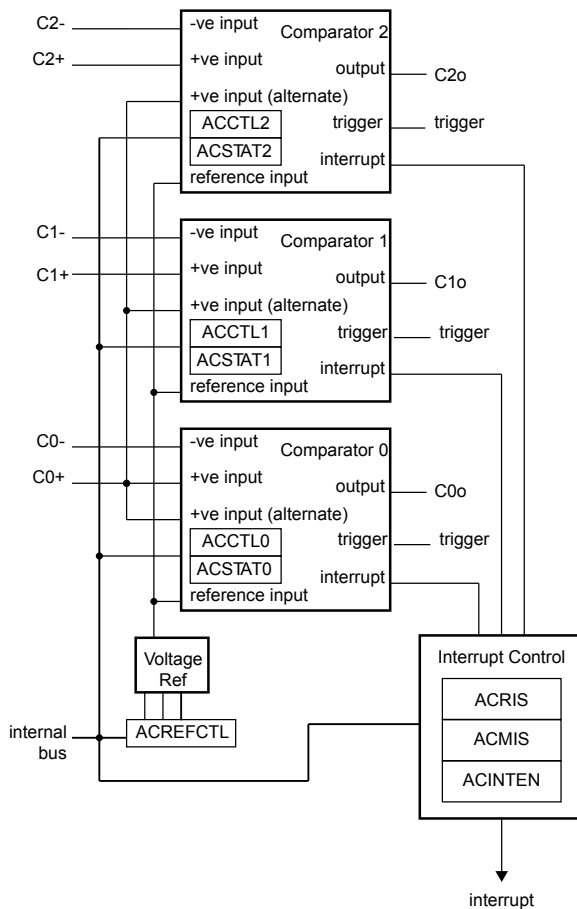 C2-
-ve input
Comparator 2
C2+
+ve input
output
C2o
+ve input (alternate)
ACCTL2
trigger
trigger
ACSTAT2
interrupt
reference input
C1-
-ve input
Comparator 1
C1+
+ve input
output
C1o
+ve input (alternate)
ACCTL1
trigger
trigger
ACSTAT1
interrupt
reference input
C0-
-ve input
Comparator 0
C0+
+ve input
output
C0o
+ve input (alternate)
ACCTL0
trigger
trigger
ACSTAT0
interrupt
reference input
Voltage
Ref
Interrupt Control
ACRIS
internal
bus
ACREFCTL
ACMIS
ACINTEN
interrupt